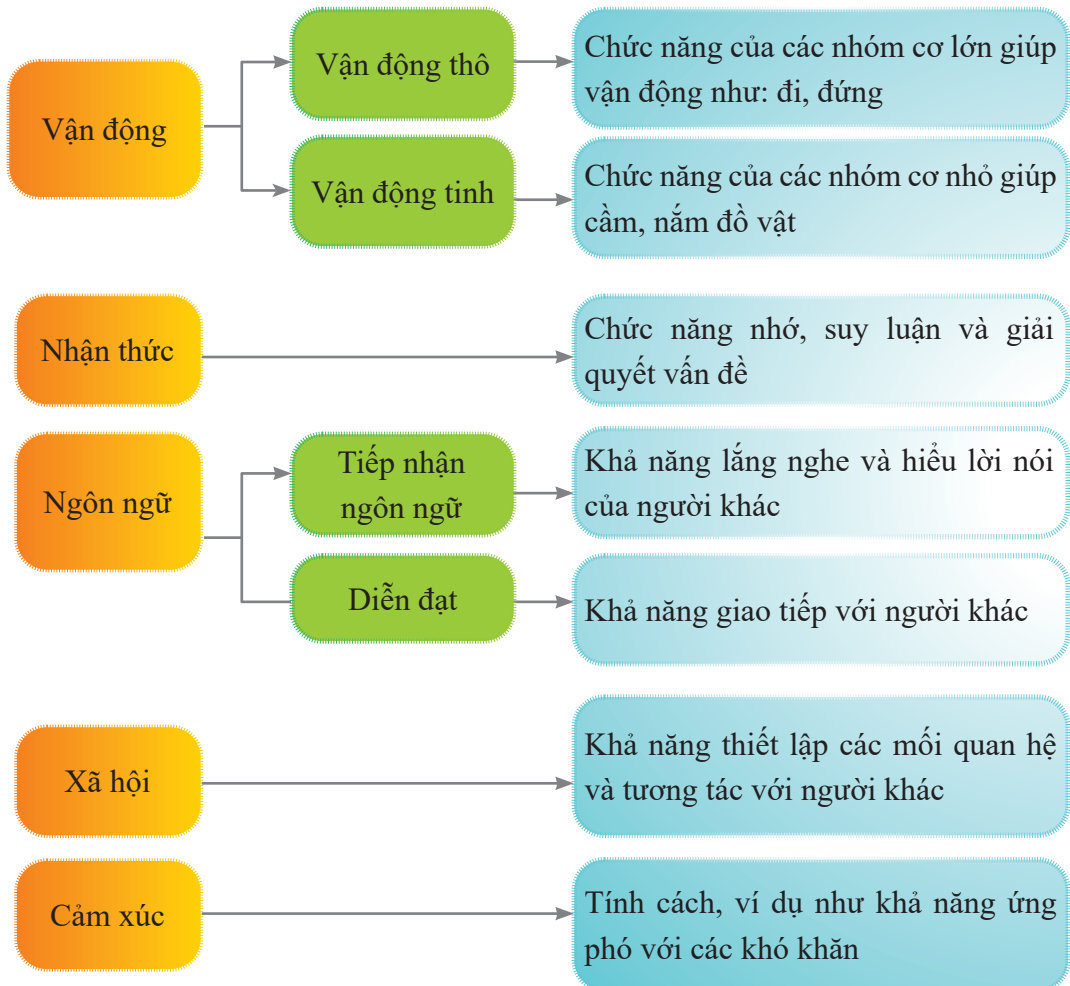 Vận động
Vận động thô
Chức năng của các nhóm cơ lớn giúp
vận động như: đi, đứng
Vận động tinh
Chức năng của các nhóm cơ nhỏ giúp
cầm, nắm đồ vật
Nhận thức
Chức năng nhớ, suy luận và giải
quyết vấn đề
Ngôn ngữ
Tiếp nhận
ngôn ngữ
Khả năng lắng nghe và hiểu lời nói
của người khác
Diễn đạt
Khả năng giao tiếp với người khác
Xã hội
Khả năng thiết lập các mối quan hệ
và tương tác với người khác
Cảm xúc
Tính cách, ví dụ như khả năng ứng
phó với các khó khăn